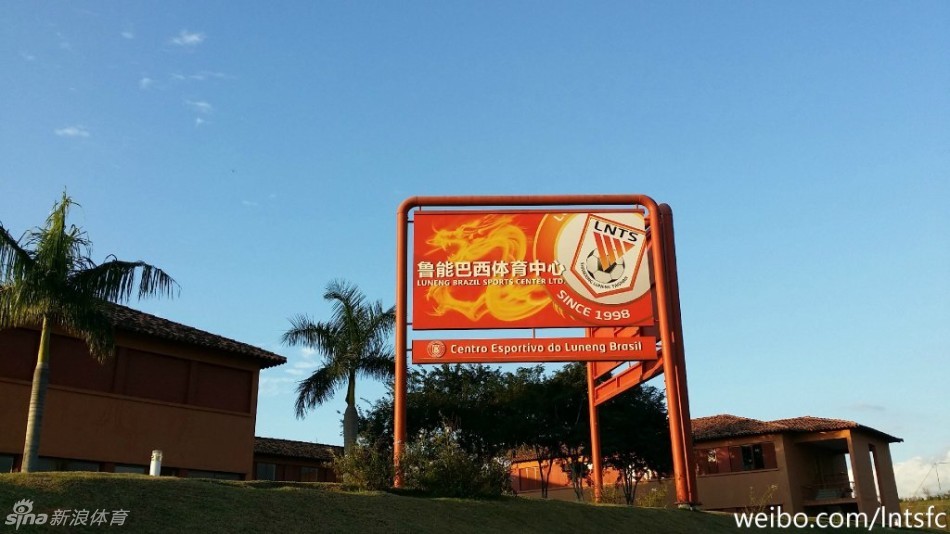 LNTS
鲁能巴西体育中心
LUNENG BRAZIL SPORTS CENTER LTD.
SINCE 1998
Centro Esportivo do Luneng Brasil
sina 新浪体育
weibo.com/lntsfc